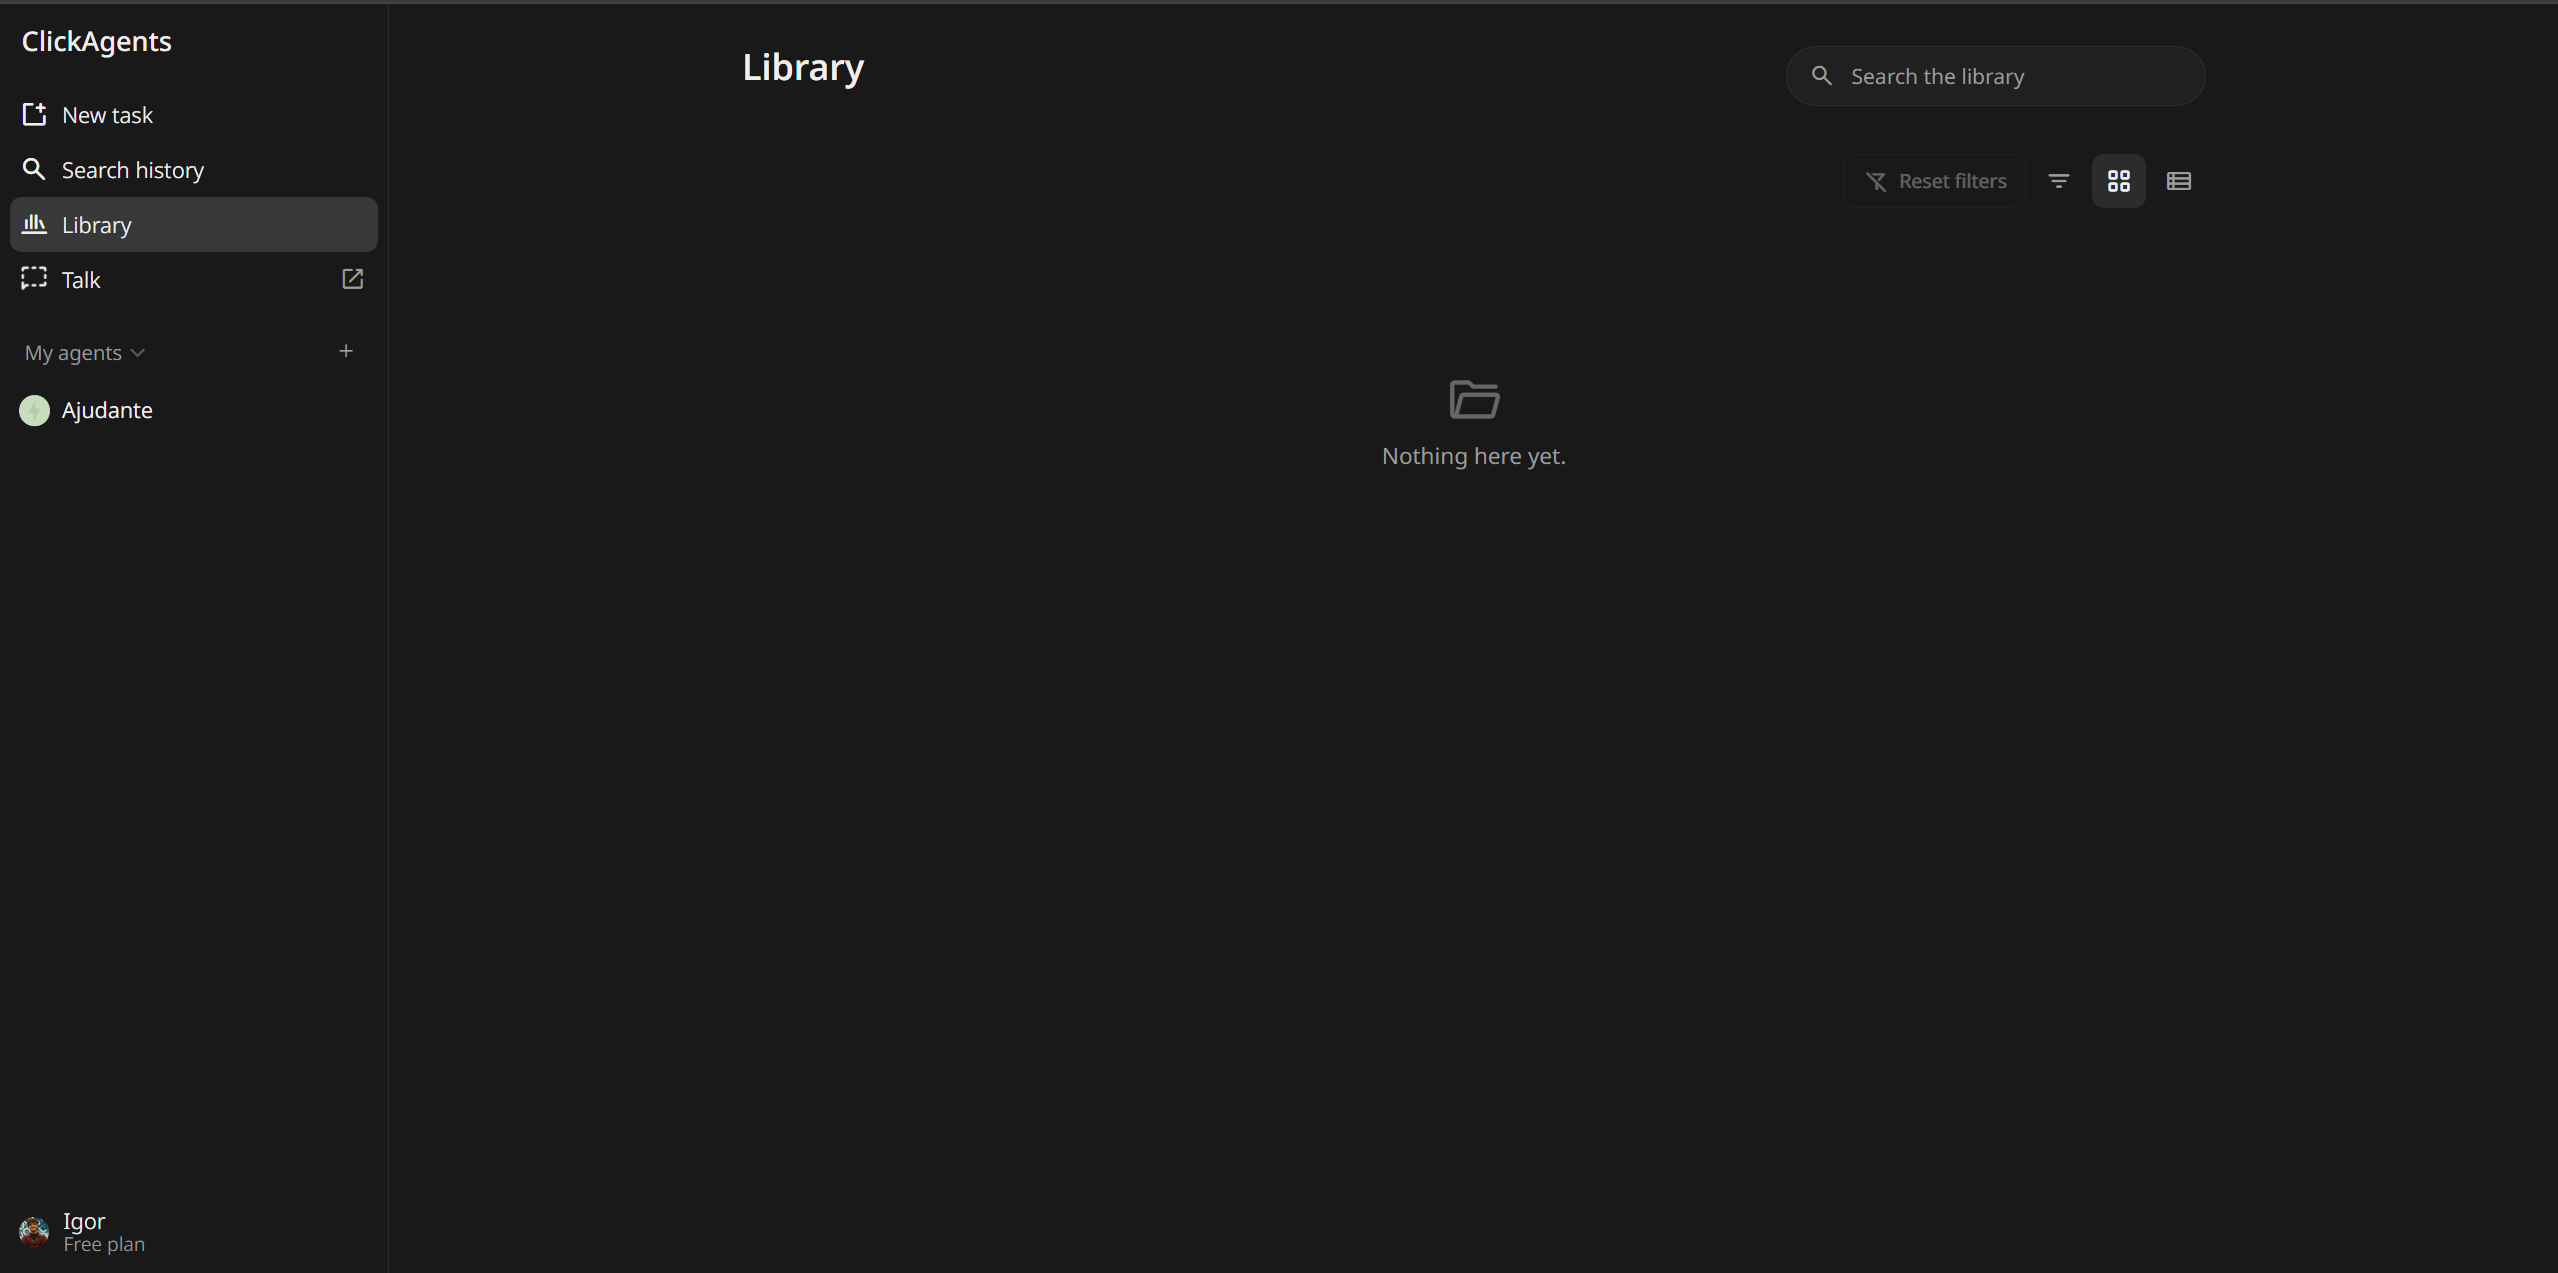 ClickAgents
New task
Search history
Library
Talk
My agents
Ajudante
Igor
Free plan
Library
Search the library
Reset filters
Nothing here yet.